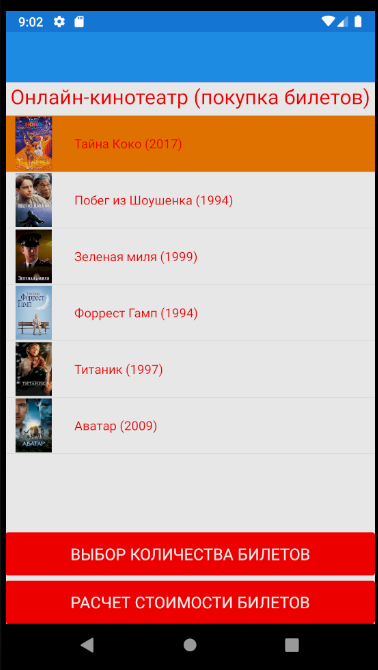 9:02
Онлайн-кинотеатр (покупка билетов)
Тайна Коко (2017)
Побег из Шоушенка (1994)
Зеленая миля (1999)
Форрест Гамп (1994)
Титаник (1997)
Аватар (2009)
ВЫБОР КОЛИЧЕСТВА БИЛЕТОВ
РАСЧЕТ СТОИМОСТИ БИЛЕТОВ